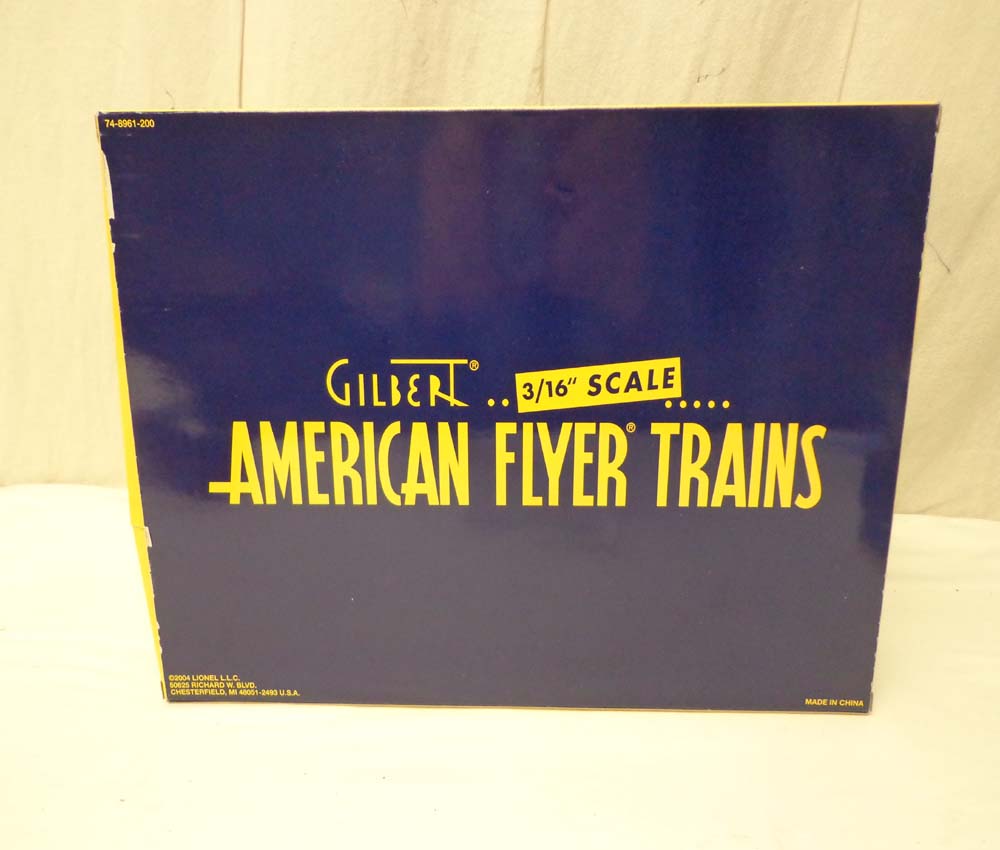 74-8961-200
GILBERT® .. 3/16" SCALE .....
AMERICAN FLYER® TRAINS
©2004 LIONEL L.L.C.
50625 RICHARD W. BLVD.
CHESTERFIELD, MI 48051-2493 U.S.A.
MADE IN CHINA